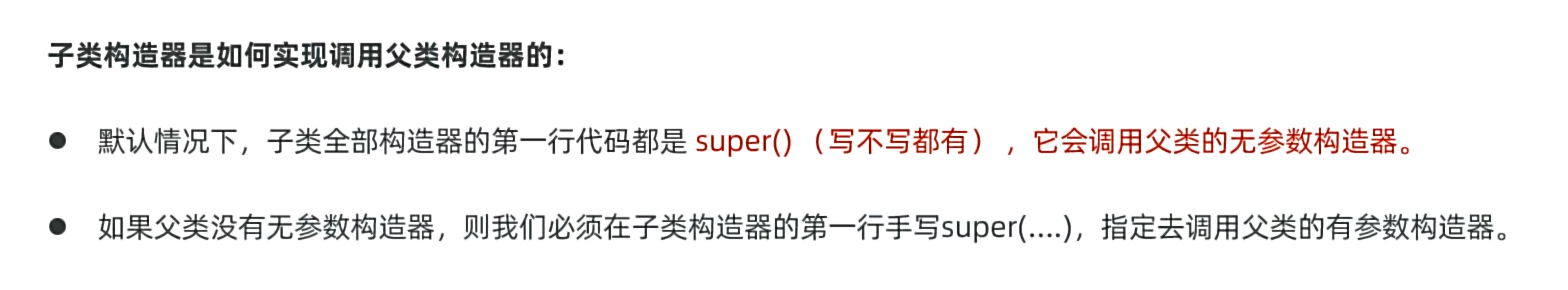 子类构造器是如何实现调用父类构造器的：
● 默认情况下，子类全部构造器的第一行代码都是 super() （写不写都有） ，它会调用父类的无参数构造器。
● 如果父类没有无参数构造器，则我们必须在子类构造器的第一行手写super(....)，指定去调用父类的有参数构造器。